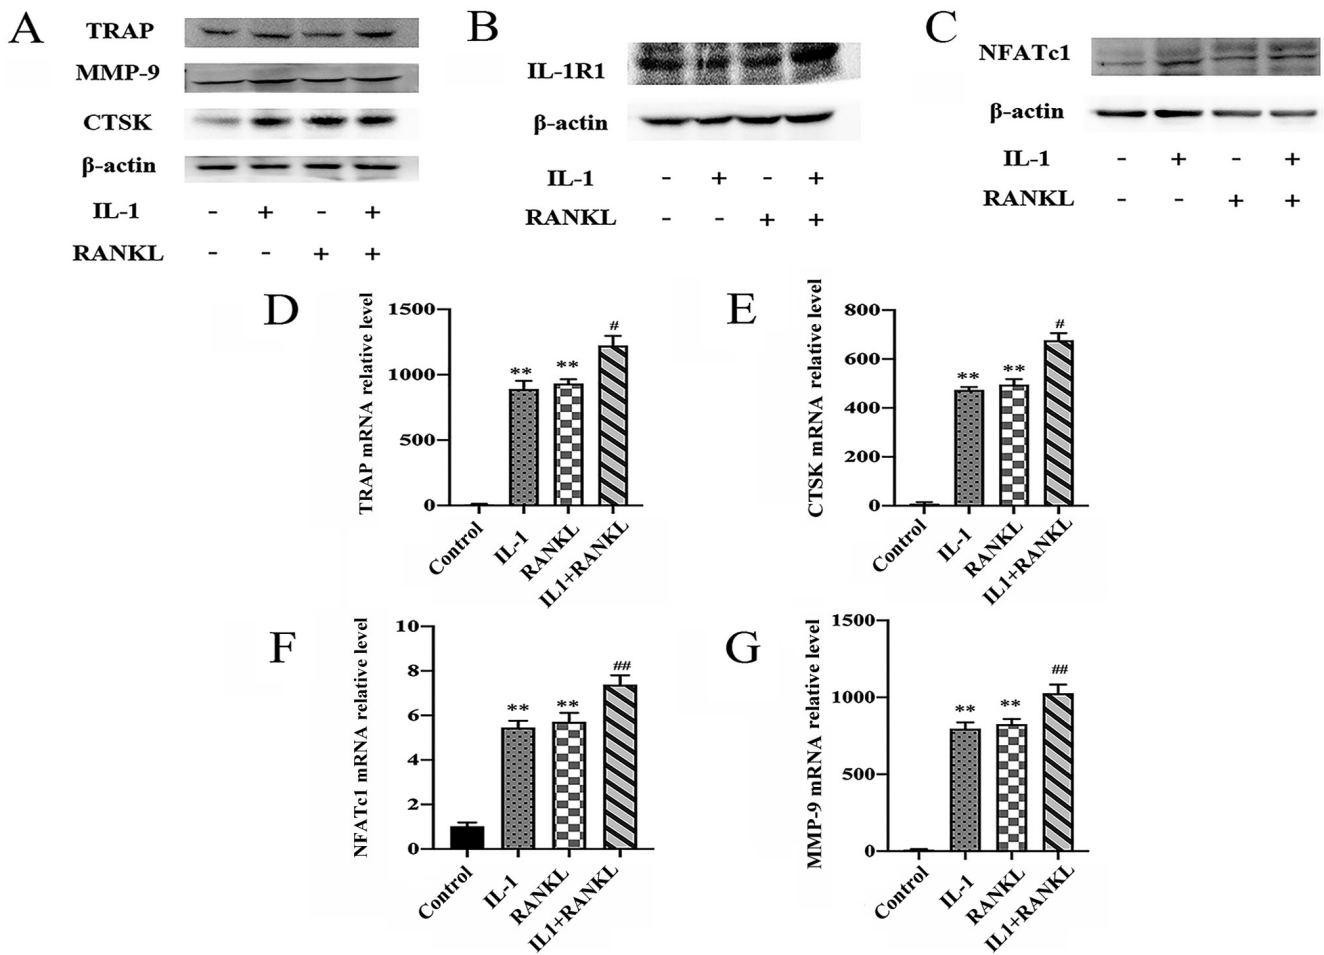 A
TRAP
MMP-9
CTSK
β-actin
IL-1 - + - +
RANKL - - + +
B
IL-1R1
β-actin
IL-1 - + - +
RANKL - - + +
C
NFATc1
β-actin
IL-1 - + - +
RANKL - - + +
D
TRAP mRNA relative level
1500
1000
500
0
**
**
#
Control
IL-1
RANKL
IL1+RANKL
E
CTSK mRNA relative level
800
600
400
200
0
**
**
#
Control
IL-1
RANKL
IL1+RANKL
F
NFATc1 mRNA relative level
10
8
6
4
2
0
**
**
##
Control
IL-1
RANKL
IL1+RANKL
G
MMP-9 mRNA relative level
1500
1000
500
0
**
**
##
Control
IL-1
RANKL
IL1+RANKL